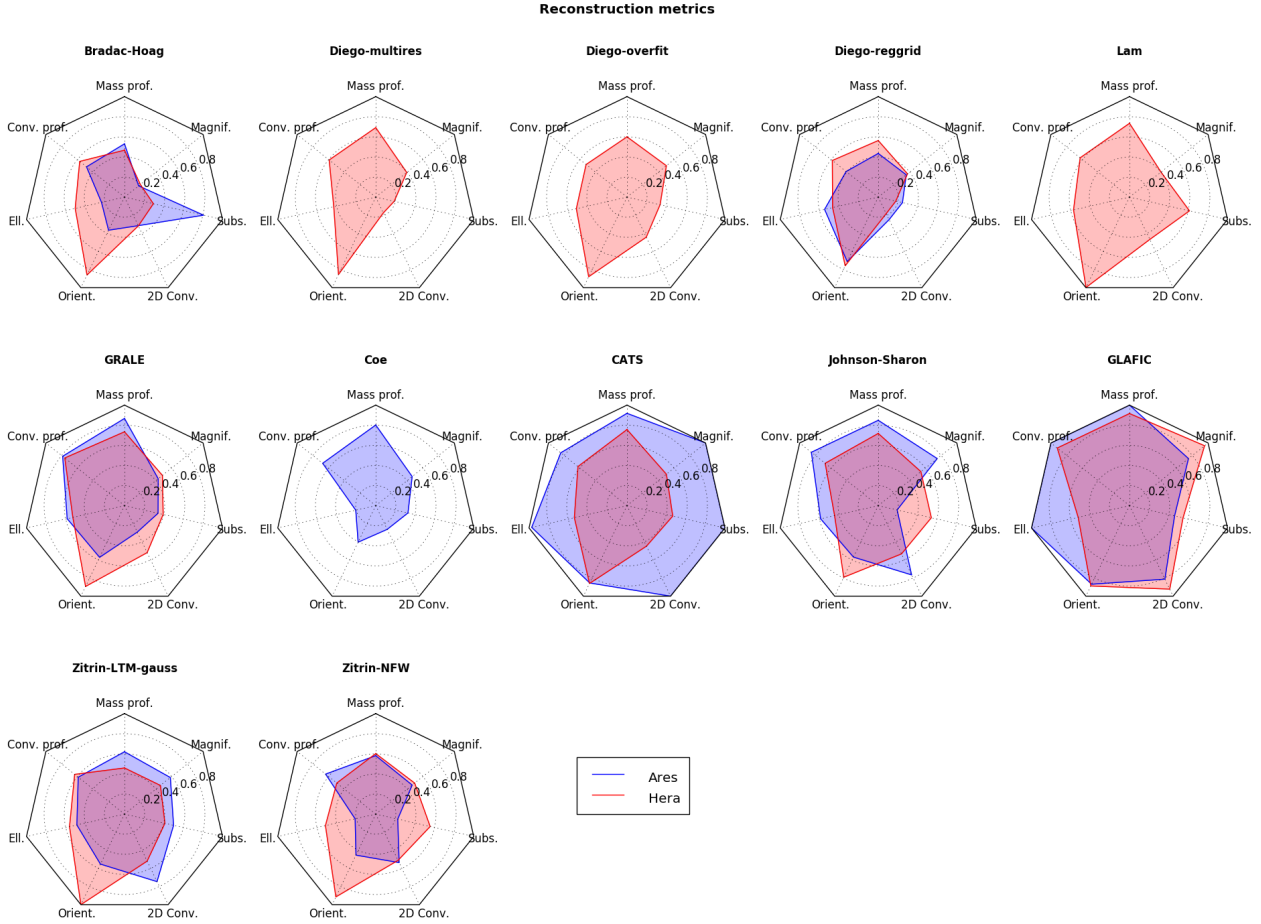 Reconstruction metrics
Bradac-Hoag
Diego-multires
Diego-overfit
Diego-reggrid
Lam
Mass prof.
Mass prof.
Mass prof.
Mass prof.
Mass prof.
Conv. prof.
Magnif.
Conv. prof.
Magnif.
Conv. prof.
Magnif.
Conv. prof.
Magnif.
Conv. prof.
Magnif.
0.2 0.4 0.6 0.8
0.2 0.4 0.6 0.8
0.2 0.4 0.6 0.8
0.2 0.4 0.6 0.8
0.2 0.4 0.6 0.8
Ell.
Subs.
Ell.
Subs.
Ell.
Subs.
Ell.
Subs.
Ell.
Subs.
Orient.
2D Conv.
Orient.
2D Conv.
Orient.
2D Conv.
Orient.
2D Conv.
Orient.
2D Conv.
GRALE
Coe
CATS
Johnson-Sharon
GLAFIC
Mass prof.
Mass prof.
Mass prof.
Mass prof.
Mass prof.
Conv. prof.
Magnif.
Conv. prof.
Magnif.
Conv. prof.
Magnif.
Conv. prof.
Magnif.
Conv. prof.
Magnif.
0.2 0.4 0.6 0.8
0.2 0.4 0.6 0.8
0.2 0.4 0.6 0.8
0.2 0.4 0.6 0.8
0.2 0.4 0.6 0.8
Ell.
Subs.
Ell.
Subs.
Ell.
Subs.
Ell.
Subs.
Ell.
Subs.
Orient.
2D Conv.
Orient.
2D Conv.
Orient.
2D Conv.
Orient.
2D Conv.
Orient.
2D Conv.
Zitrin-LTM-gauss
Zitrin-NFW
Mass prof.
Mass prof.
Conv. prof.
Magnif.
Conv. prof.
Magnif.
0.2 0.4 0.6 0.8
0.2 0.4 0.6 0.8
Ell.
Subs.
Ell.
Subs.
Orient.
2D Conv.
Orient.
2D Conv.
Ares
Hera